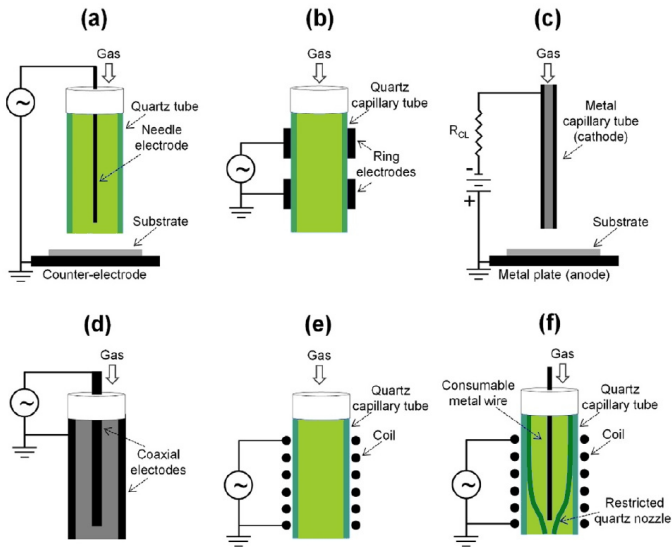 (a)
Gas
Quartz tube
Needle
electrode
Substrate
Counter-electrode
(b)
Gas
Quartz
capillary tube
Ring
electrodes
(c)
Gas
R_CL
Metal
capillary tube
(cathode)
-
+
Substrate
Metal plate (anode)
(d)
Gas
Coaxial
electodes
(e)
Gas
Quartz
capillary tube
Coil
(f)
Gas
Consumable
metal wire
Quartz
capillary tube
Coil
Restricted
quartz nozzle